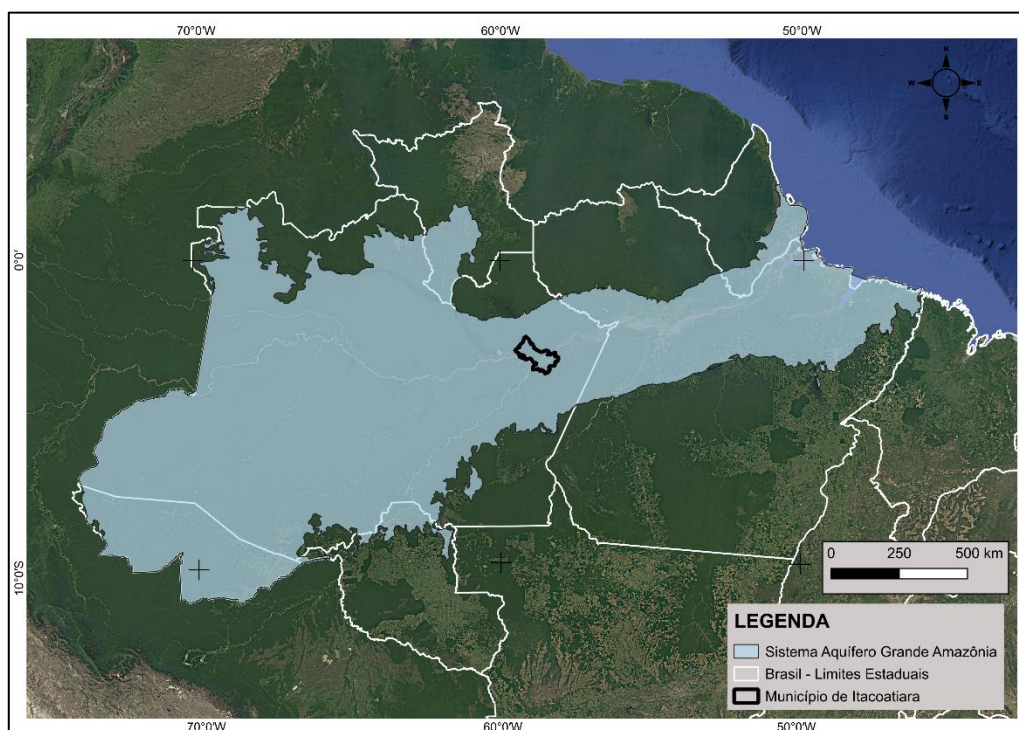 70°0'W 60°0'W 50°0'W
N
W E
S
0°0'
10°0'S
0 250 500 km
LEGENDA
Sistema Aquífero Grande Amazônia
Brasil - Limites Estaduais
Município de Itacoatiara
70°0'W 60°0'W 50°0'W